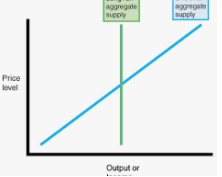 aggregate
supply
aggregate
supply
Price
level
Output or